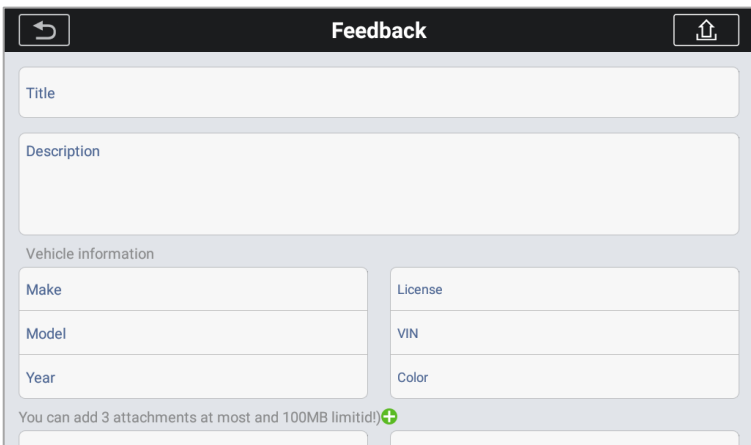 Feedback
Title
Description
Vehicle information
Make
License
Model
VIN
Year
Color
You can add 3 attachments at most and 100MB limitid!)